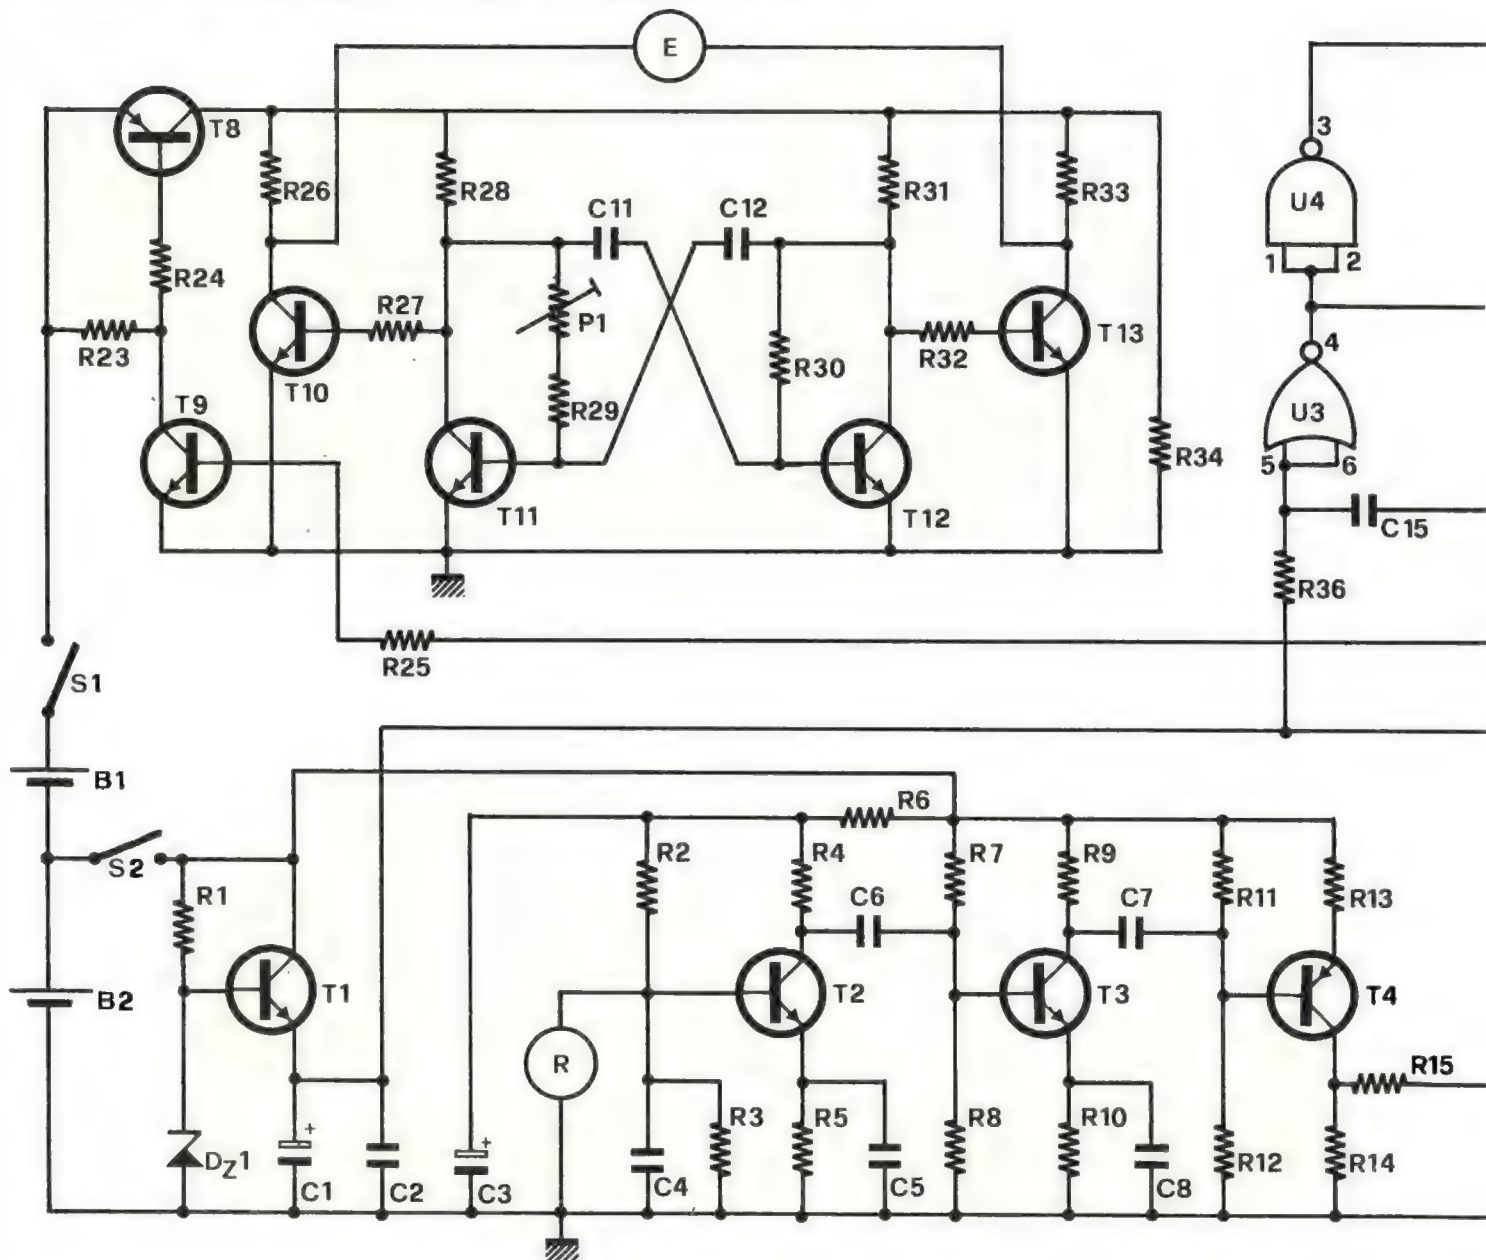 E
T8
R26
R28
C11
C12
R31
R33
3
U4
1
2
R24
R27
P1
R23
R32
T13
R30
T10
4
T9
R29
U3
R34
5
6
T11
T12
C15
R36
R25
S1
B1
R6
S2
R2
R4
R7
R9
R1
C6
C7
R11
R13
B2
T1
T2
T3
T4
R
R15
R3
R5
R8
R10
DZ1
+
+
R12
R14
C1
C2
C3
C4
C5
C8